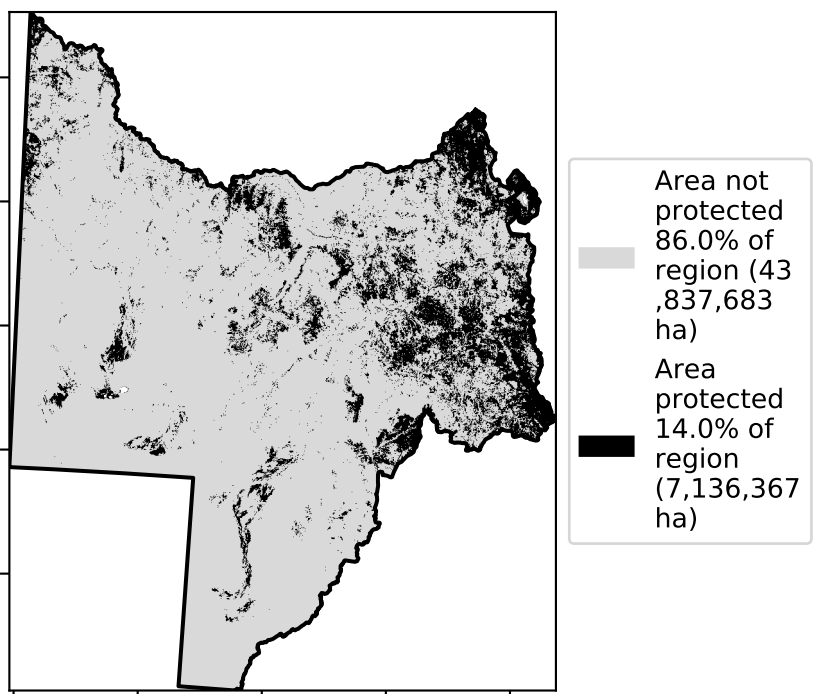 Area not
protected
86.0% of
region (43
,837,683
ha)
Area
protected
14.0% of
region
(7,136,367
ha)